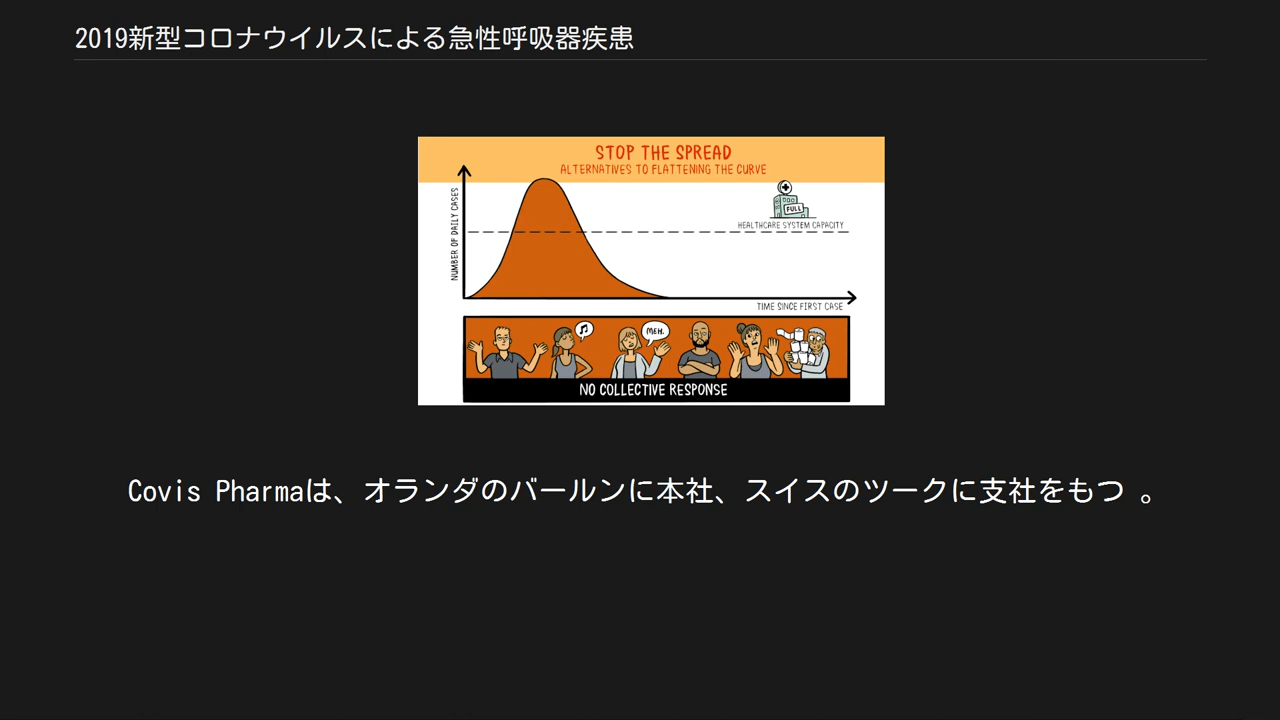 2019新型コロナウイルスによる急性呼吸器疾患
STOP THE SPREAD
ALTERNATIVES TO FLATTENING THE CURVE
NUMBER OF DAILY CASES
FULL
HEALTHCARE SYSTEM CAPACITY
TIME SINCE FIRST CASE
MEH.
NO COLLECTIVE RESPONSE
Covis Pharmaは、オランダのバールンに本社、スイスのツークに支社をもつ 。